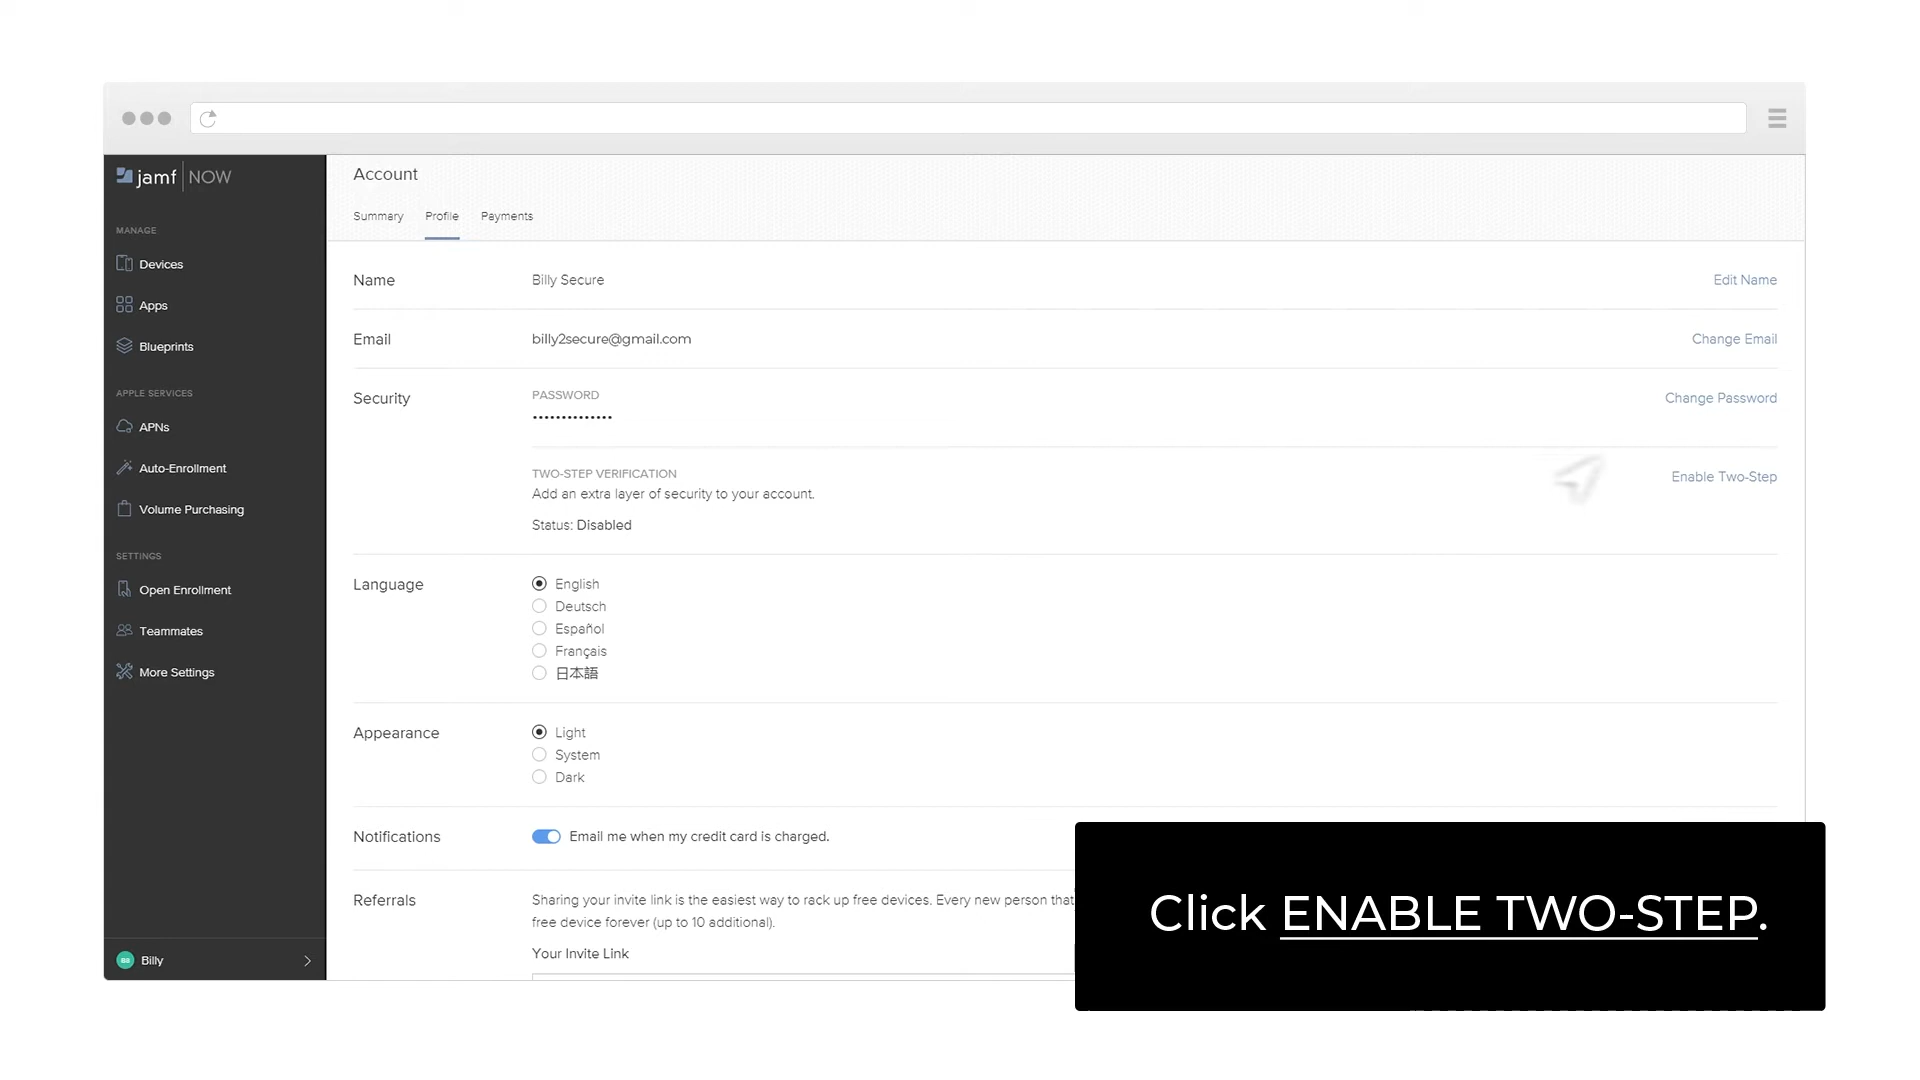 jamf | NOW
MANAGE
Devices
Apps
Blueprints
APPLE SERVICES
APNs
Auto-Enrollment
Volume Purchasing
SETTINGS
Open Enrollment
Teammates
More Settings
Billy
Account
Summary Profile Payments
Name Billy Secure Edit Name
Email billy2secure@gmail.com Change Email
Security PASSWORD Change Password
••••••••••••••
TWO-STEP VERIFICATION Enable Two-Step
Add an extra layer of security to your account.
Status: Disabled
Language English
Deutsch
Español
Français
日本語
Appearance Light
System
Dark
Notifications Email me when my credit card is charged.
Referrals Sharing your invite link is the easiest way to rack up free devices. Every new person that
free device forever (up to 10 additional).
Your Invite Link
Click ENABLE TWO-STEP.